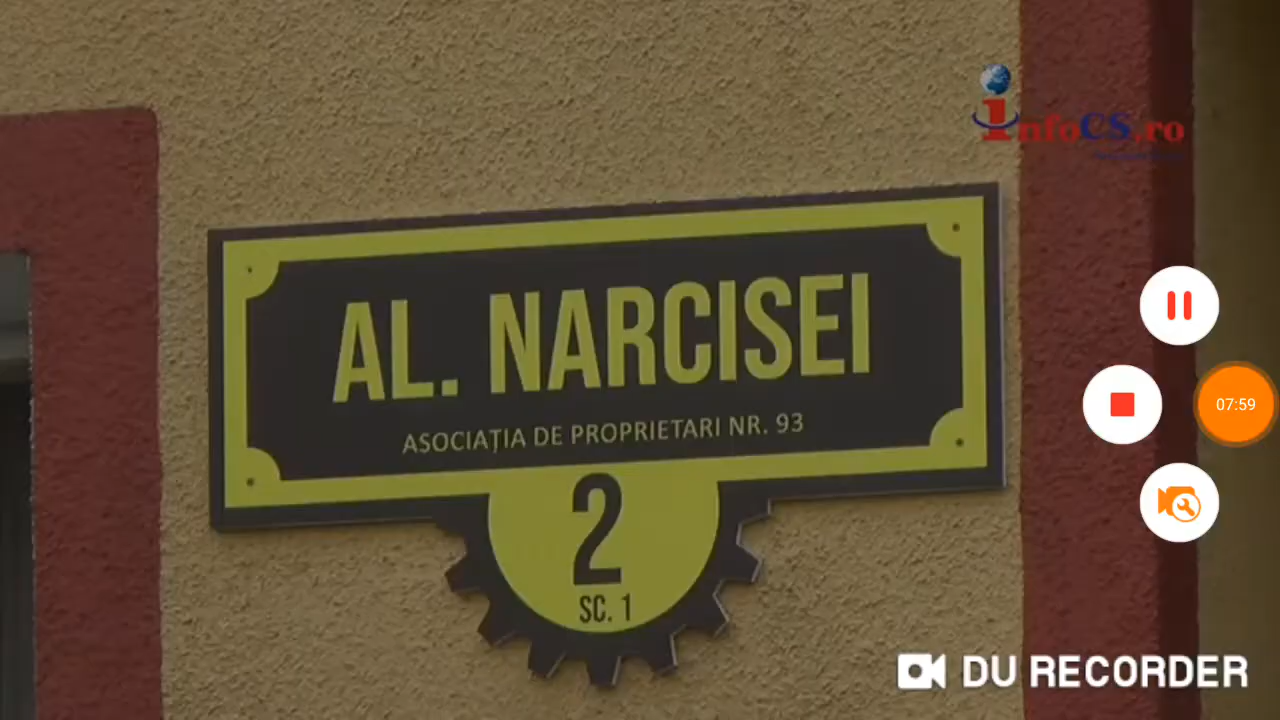 infoCS.ro
AL. NARCISEI
ASOCIAȚIA DE PROPRIETARI NR. 93
2
SC. 1
07:59
DU RECORDER